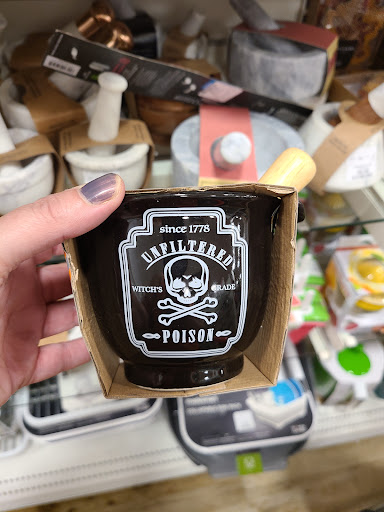 since 1778
UNFILTERED
WITCH'S GRADE
POISON